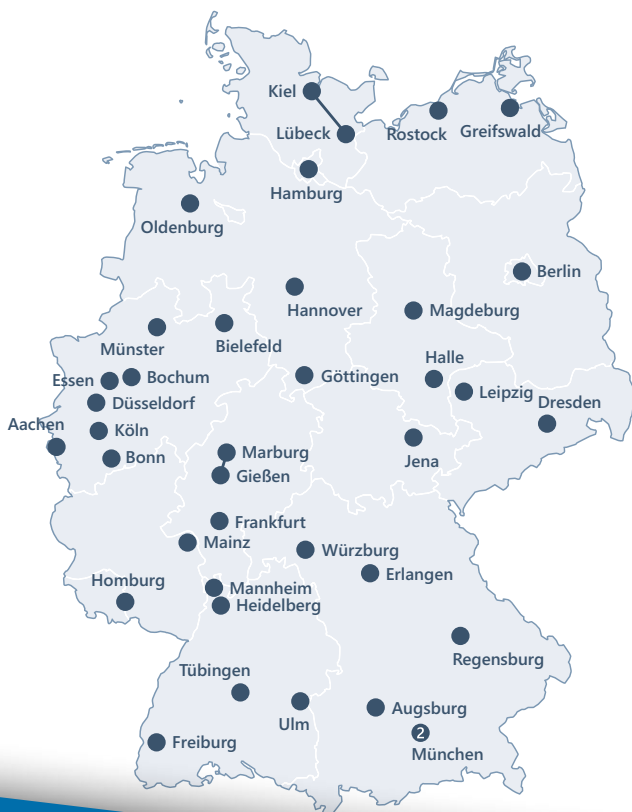 Kiel
Lübeck
Rostock
Greifswald
Hamburg
Oldenburg
Berlin
Hannover
Magdeburg
Münster
Bielefeld
Halle
Essen
Bochum
Göttingen
Leipzig
Düsseldorf
Dresden
Aachen
Köln
Marburg
Jena
Bonn
Gießen
Frankfurt
Mainz
Würzburg
Homburg
Mannheim
Erlangen
Heidelberg
Regensburg
Tübingen
Augsburg
Ulm
2
Freiburg
München